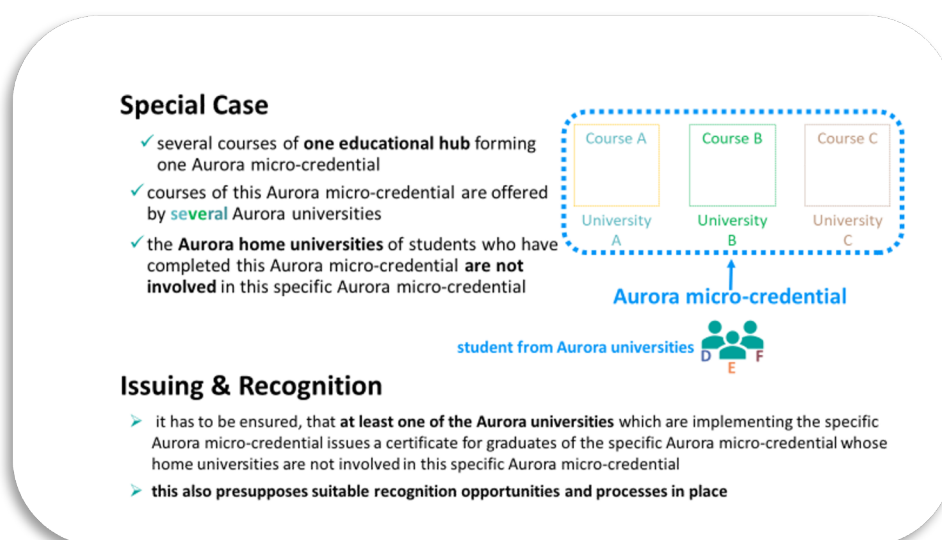 Special Case
several courses of one educational hub forming
one Aurora micro-credential
courses of this Aurora micro-credential are offered
by several Aurora universities
the Aurora home universities of students who have
completed this Aurora micro-credential are not
involved in this specific Aurora micro-credential
Course A
Course B
Course C
University
A
University
B
University
C
Aurora micro-credential
student from Aurora universities
D
E
F
Issuing & Recognition
it has to be ensured, that at least one of the Aurora universities which are implementing the specific
Aurora micro-credential issues a certificate for graduates of the specific Aurora micro-credential whose
home universities are not involved in this specific Aurora micro-credential
this also presupposes suitable recognition opportunities and processes in place